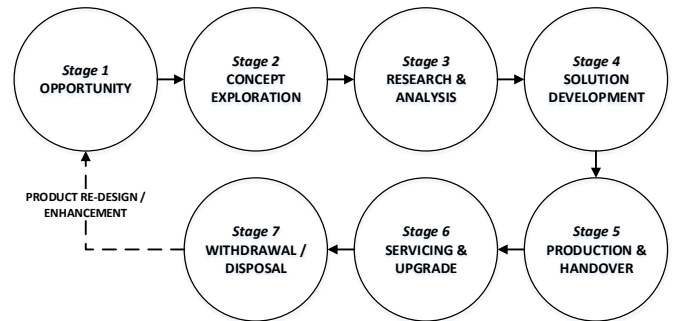 Stage 1
OPPORTUNITY
Stage 2
CONCEPT
EXPLORATION
Stage 3
RESEARCH &
ANALYSIS
Stage 4
SOLUTION
DEVELOPMENT
PRODUCT RE-DESIGN /
ENHANCEMENT
Stage 7
WITHDRAWAL /
DISPOSAL
Stage 6
SERVICING &
UPGRADE
Stage 5
PRODUCTION &
HANDOVER